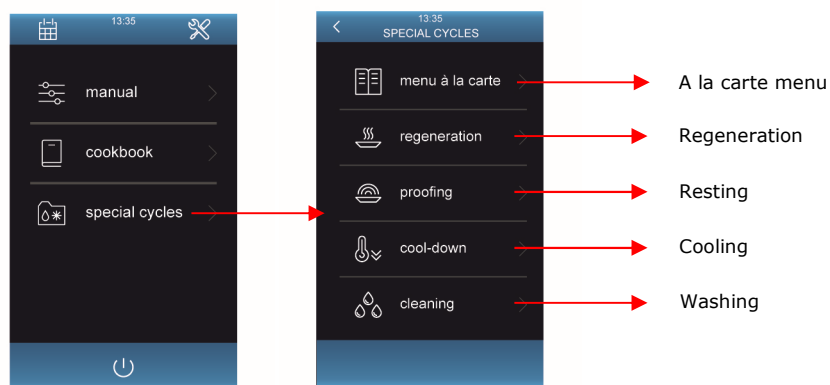 13:35
manual
cookbook
special cycles
13:35
SPECIAL CYCLES
menu à la carte
regeneration
proofing
cool-down
cleaning
A la carte menu
Regeneration
Resting
Cooling
Washing